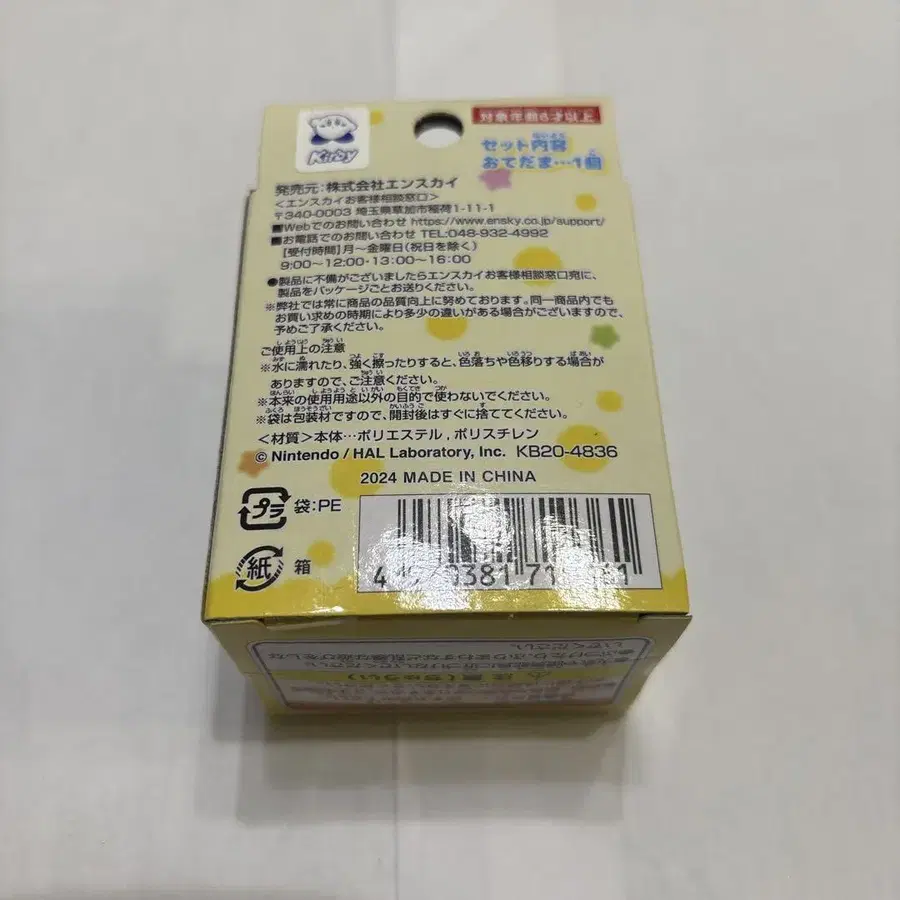 Kirby
対象年齢6才以上
セット内容
おてだま…1個
発売元:株式会社エンスカイ
<エンスカイお客様相談窓口>
〒340-0003 埼玉県草加市稲荷1-11-1
■Webでのお問い合わせ https://www.ensky.co.jp/support/
■お電話でのお問い合わせ TEL:048-932-4992
[受付時間]月〜金曜日(祝日を除く)
9:00〜12:00・13:00〜16:00
●製品に不備がございましたらエンスカイお客様相談窓口宛に、
製品をパッケージごとお送りください。
※弊社では常に商品の品質向上に努めております。同一商品内でも
お買い求めの時期により多少の違いがある場合がございますので、
予めご了承ください。
ご使用上の注意
※水に濡れたり、強く擦ったりすると、色落ちや色移りする場合が
ありますので、ご注意ください。
※本来の使用用途以外の目的で使わないでください。
※袋は包装材ですので、開封後はすぐに捨ててください。
<材質>本体…ポリエステル,ポリスチレン
© Nintendo / HAL Laboratory, Inc. KB20-4836
2024 MADE IN CHINA
プラ 袋:PE
紙 箱
注意(ちゅうい)